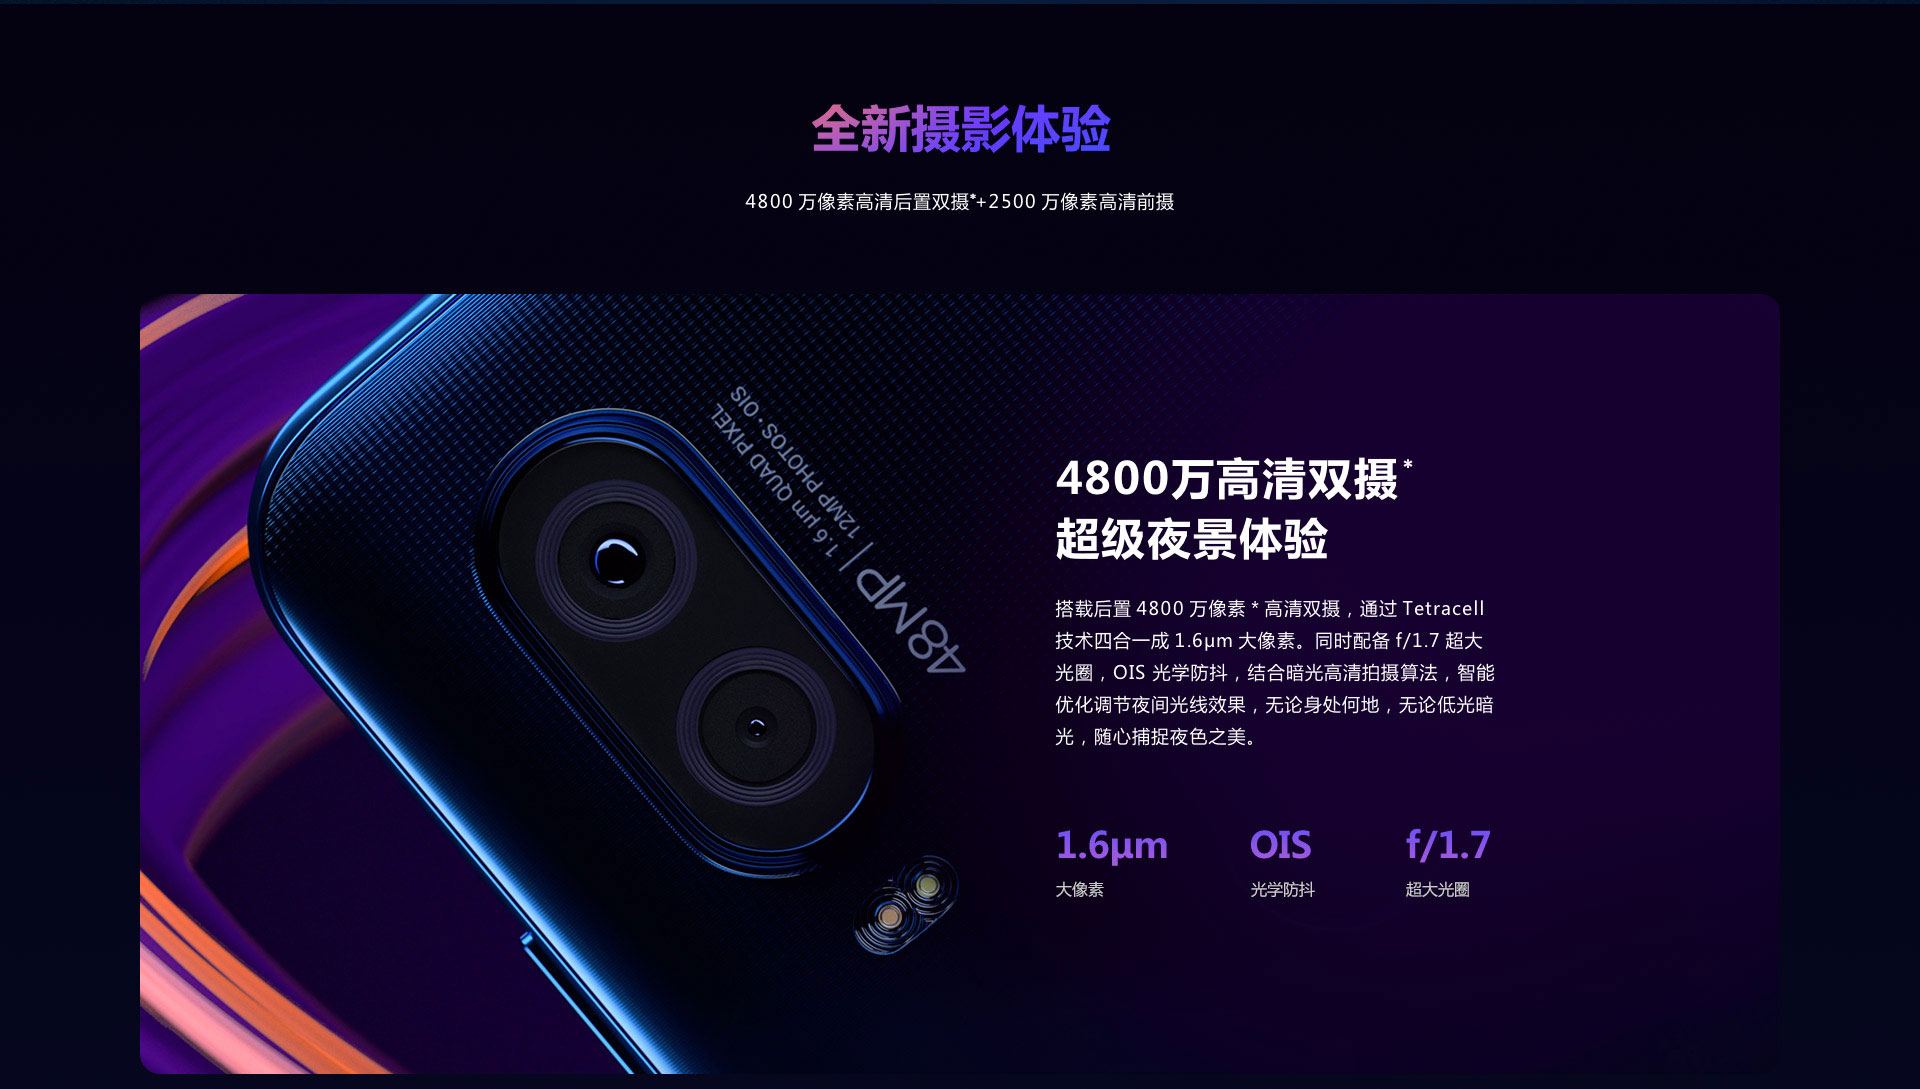 全新摄影体验
4800 万像素高清后置双摄*+2500 万像素高清前摄
48MP
12MP PHOTOS · OIS
1.6 μm QUAD PIXEL
4800万高清双摄*
超级夜景体验
搭载后置 4800 万像素 * 高清双摄，通过 Tetracell
技术四合一成 1.6μm 大像素。同时配备 f/1.7 超大
光圈，OIS 光学防抖，结合暗光高清拍摄算法，智能
优化调节夜间光线效果，无论身处何地，无论低光暗
光，随心捕捉夜色之美。
1.6μm
大像素
OIS
光学防抖
f/1.7
超大光圈